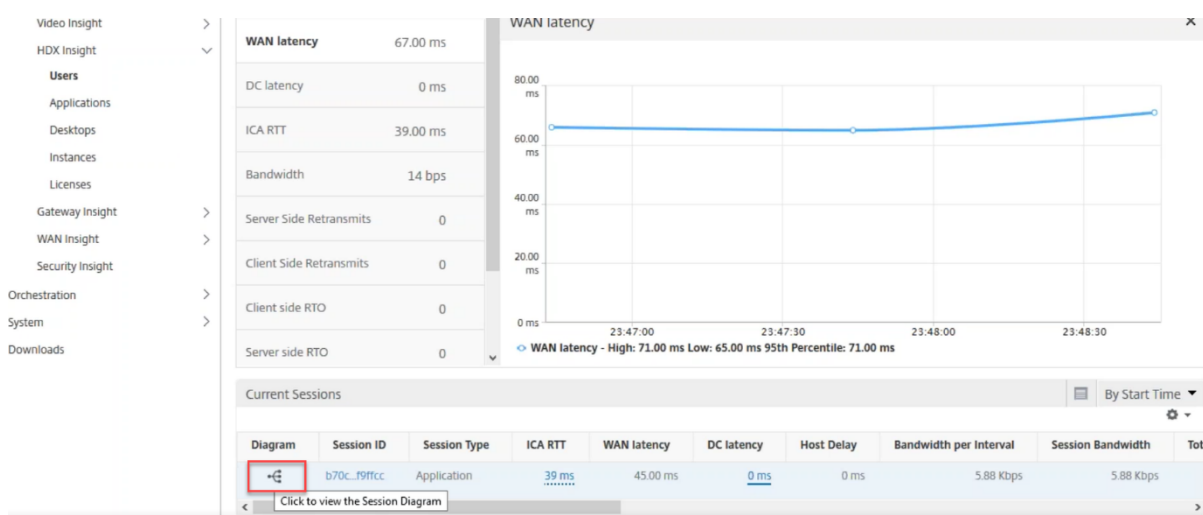 Video Insight
HDX Insight
Users
Applications
Desktops
Instances
Licenses
Gateway Insight
WAN Insight
Security Insight
Orchestration
System
Downloads
WAN latency 67.00 ms
DC latency 0 ms
ICA RTT 39.00 ms
Bandwidth 14 bps
Server Side Retransmits 0
Client Side Retransmits 0
Client side RTO 0
Server side RTO 0
WAN latency
80.00
ms
60.00
ms
40.00
ms
20.00
ms
0 ms
23:47:00 23:47:30 23:48:00 23:48:30
WAN latency - High: 71.00 ms Low: 65.00 ms 95th Percentile: 71.00 ms
Current Sessions By Start Time
Diagram Session ID Session Type ICA RTT WAN latency DC latency Host Delay Bandwidth per Interval Session Bandwidth Tot
b70c...f9ffcc Application 39 ms 45.00 ms 0 ms 0 ms 5.88 Kbps 5.88 Kbps
Click to view the Session Diagram